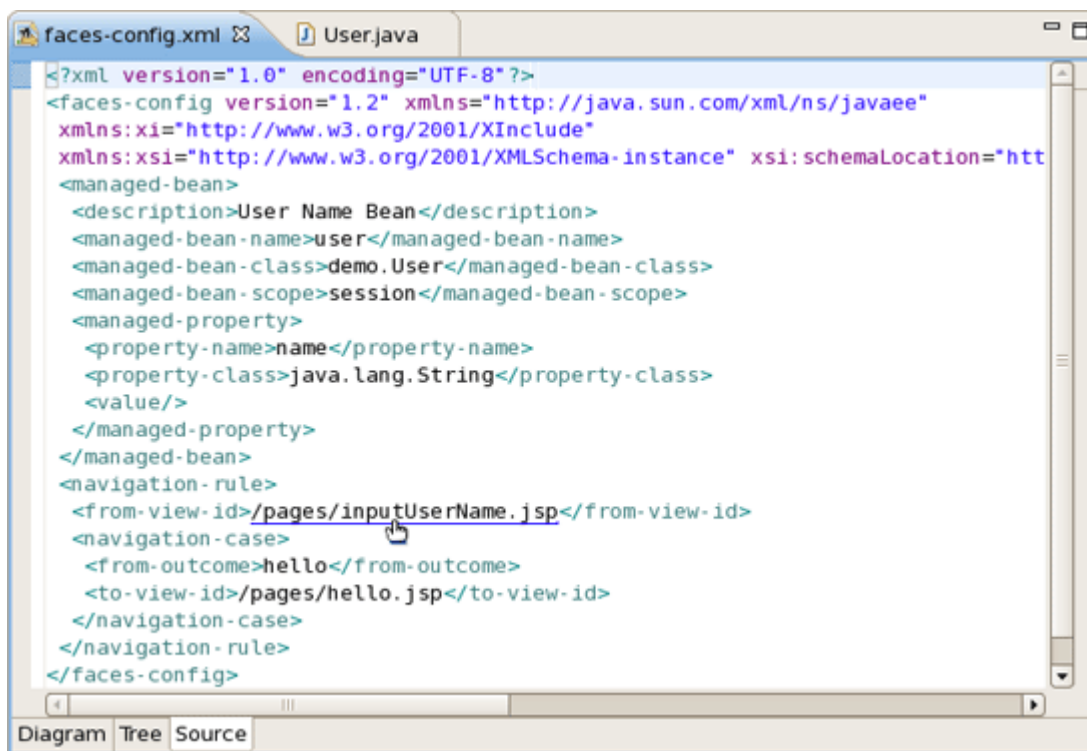 faces-config.xml User.java
<?xml version="1.0" encoding="UTF-8"?>
<faces-config version="1.2" xmlns="http://java.sun.com/xml/ns/javaee"
xmlns:xi="http://www.w3.org/2001/XInclude"
xmlns:xsi="http://www.w3.org/2001/XMLSchema-instance" xsi:schemaLocation="htt
<managed-bean>
<description>User Name Bean</description>
<managed-bean-name>user</managed-bean-name>
<managed-bean-class>demo.User</managed-bean-class>
<managed-bean-scope>session</managed-bean-scope>
<managed-property>
<property-name>name</property-name>
<property-class>java.lang.String</property-class>
<value/>
</managed-property>
</managed-bean>
<navigation-rule>
<from-view-id>/pages/inputUserName.jsp</from-view-id>
<navigation-case>
<from-outcome>hello</from-outcome>
<to-view-id>/pages/hello.jsp</to-view-id>
</navigation-case>
</navigation-rule>
</faces-config>
Diagram Tree Source